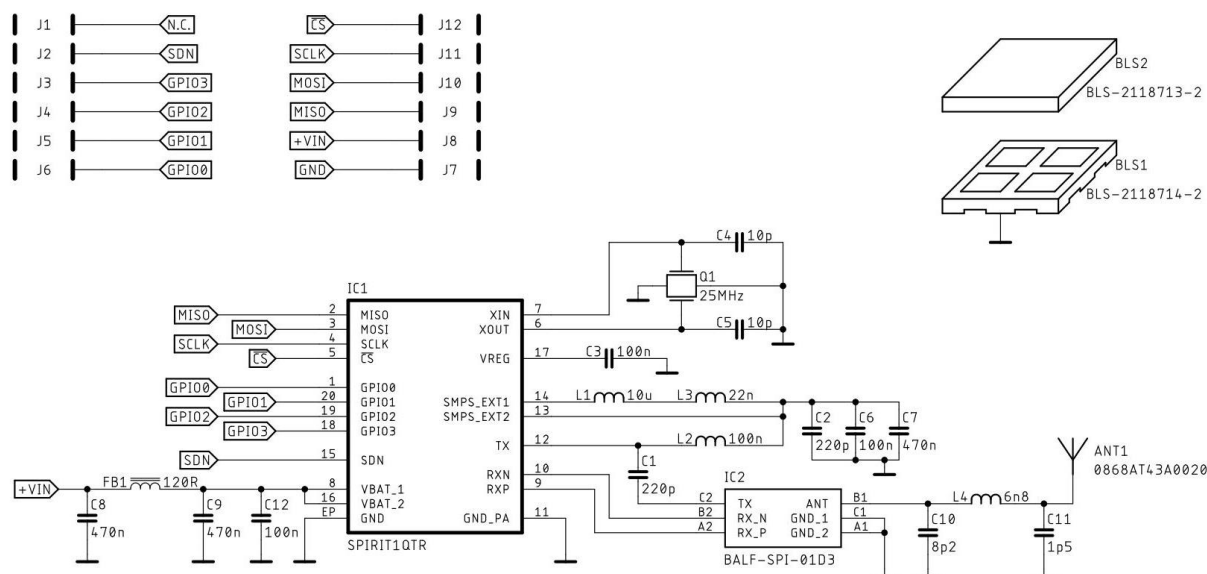 J1 N.C. CS J12
J2 SDN SCLK J11
J3 GPIO3 MOSI J10
J4 GPIO2 MISO J9
J5 GPIO1 +VIN J8
J6 GPIO0 GND J7
BLS2
BLS-2118713-2
BLS1
BLS-2118714-2
C4 10p
Q1
25MHz
C5 10p
IC1
MISO 2 MISO XIN 7
MOSI 3 MOSI XOUT 6
SCLK 4 SCLK
CS 5 CS VREG 17 C3 100n
GPIO0 1 GPIO0
GPIO1 20 GPIO1 SMPS_EXT1 14 L1 10u L3 22n
GPIO2 19 GPIO2 SMPS_EXT2 13
GPIO3 18 GPIO3
C2 C6 C7
220p 100n 470n
TX 12 L2 100n
SDN 15 SDN
C1
220p
RXN 10
RXP 9
+VIN FB1 120R 8 VBAT_1
16 VBAT_2
EP GND GND_PA 11
C8
470n
C9
470n
C12
100n
SPIRIT1QTR
IC2
C2 TX ANT B1
B2 RX_N GND_1 C1
A2 RX_P GND_2 A1
BALF-SPI-01D3
L4 6n8
C10
8p2
C11
1p5
ANT1
0868AT43A0020